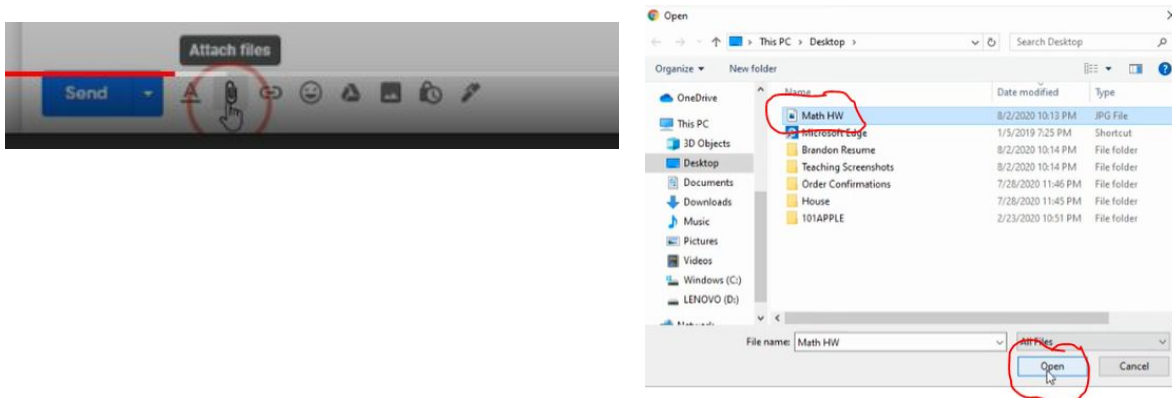 Attach files
Send
Open
This PC > Desktop >
Search Desktop
Organize
New folder
Name
Date modified
Type
OneDrive
This PC
3D Objects
Desktop
Documents
Downloads
Music
Pictures
Videos
Windows (C:)
LENOVO (D:)
Network
Math HW 8/2/2020 10:13 PM JPG File
Microsoft Edge 1/5/2019 7:25 PM Shortcut
Brandon Resume 8/2/2020 10:14 PM File folder
Teaching Screenshots 8/2/2020 10:14 PM File folder
Order Confirmations 7/28/2020 11:46 PM File folder
House 7/28/2020 11:45 PM File folder
101APPLE 2/23/2020 10:51 PM File folder
File name: Math HW
All Files
Open
Cancel